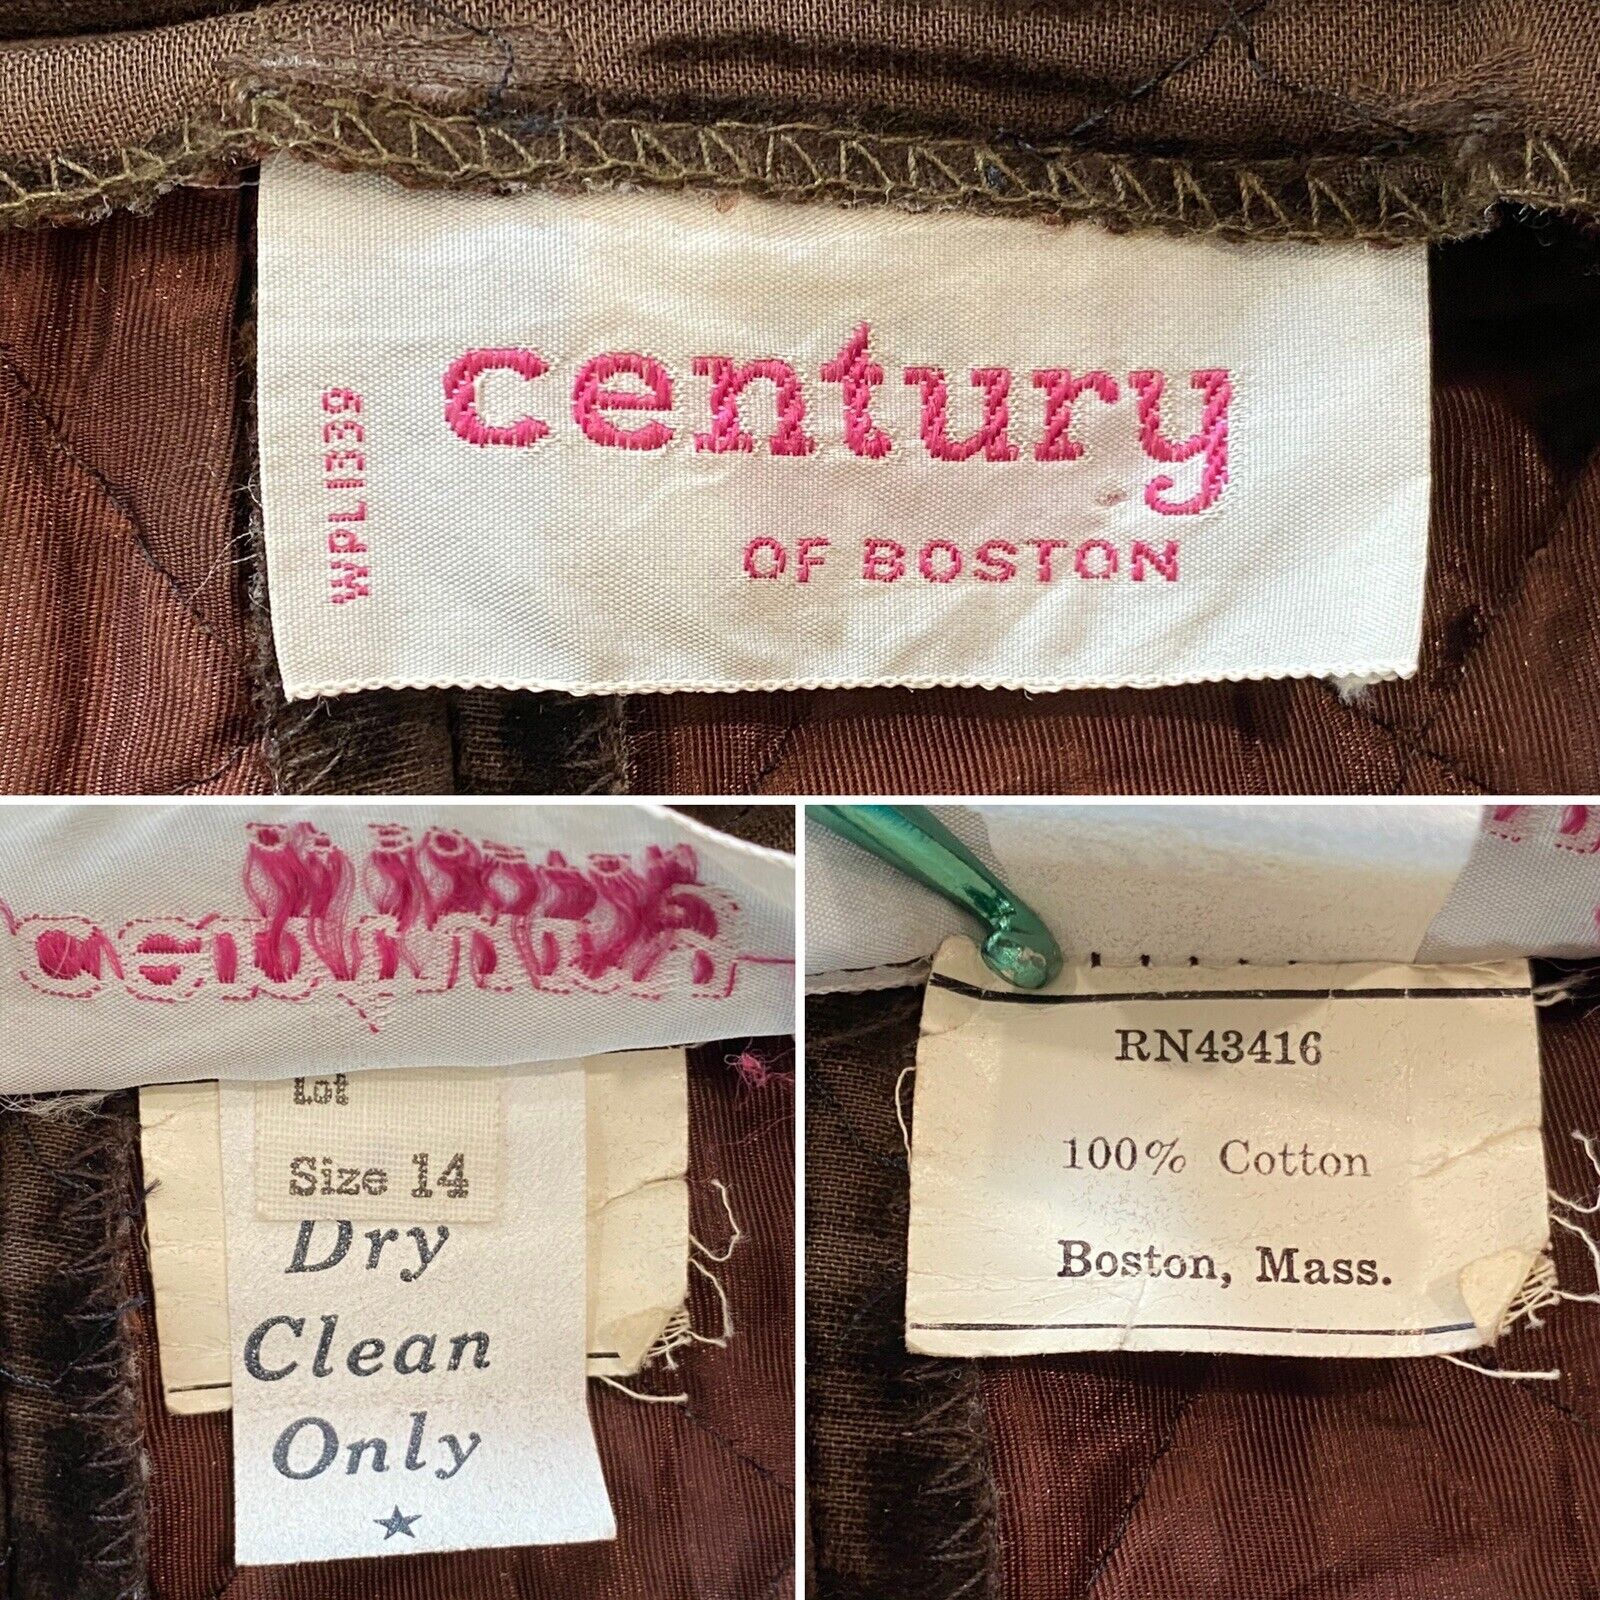 WPL1339
century
OF BOSTON
Lot
Size 14
Dry
Clean
Only
RN43416
100% Cotton
Boston, Mass.